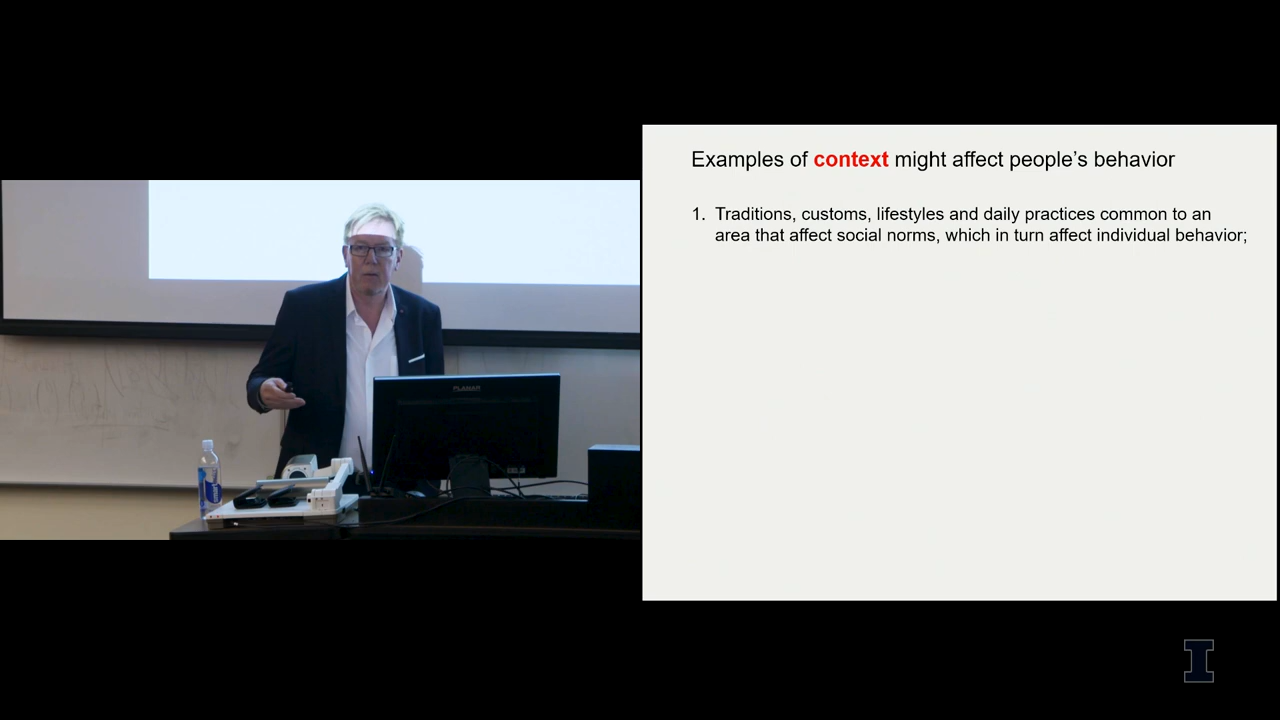 Examples of context might affect people's behavior
1. Traditions, customs, lifestyles and daily practices common to an
area that affect social norms, which in turn affect individual behavior;
PLANAR
I